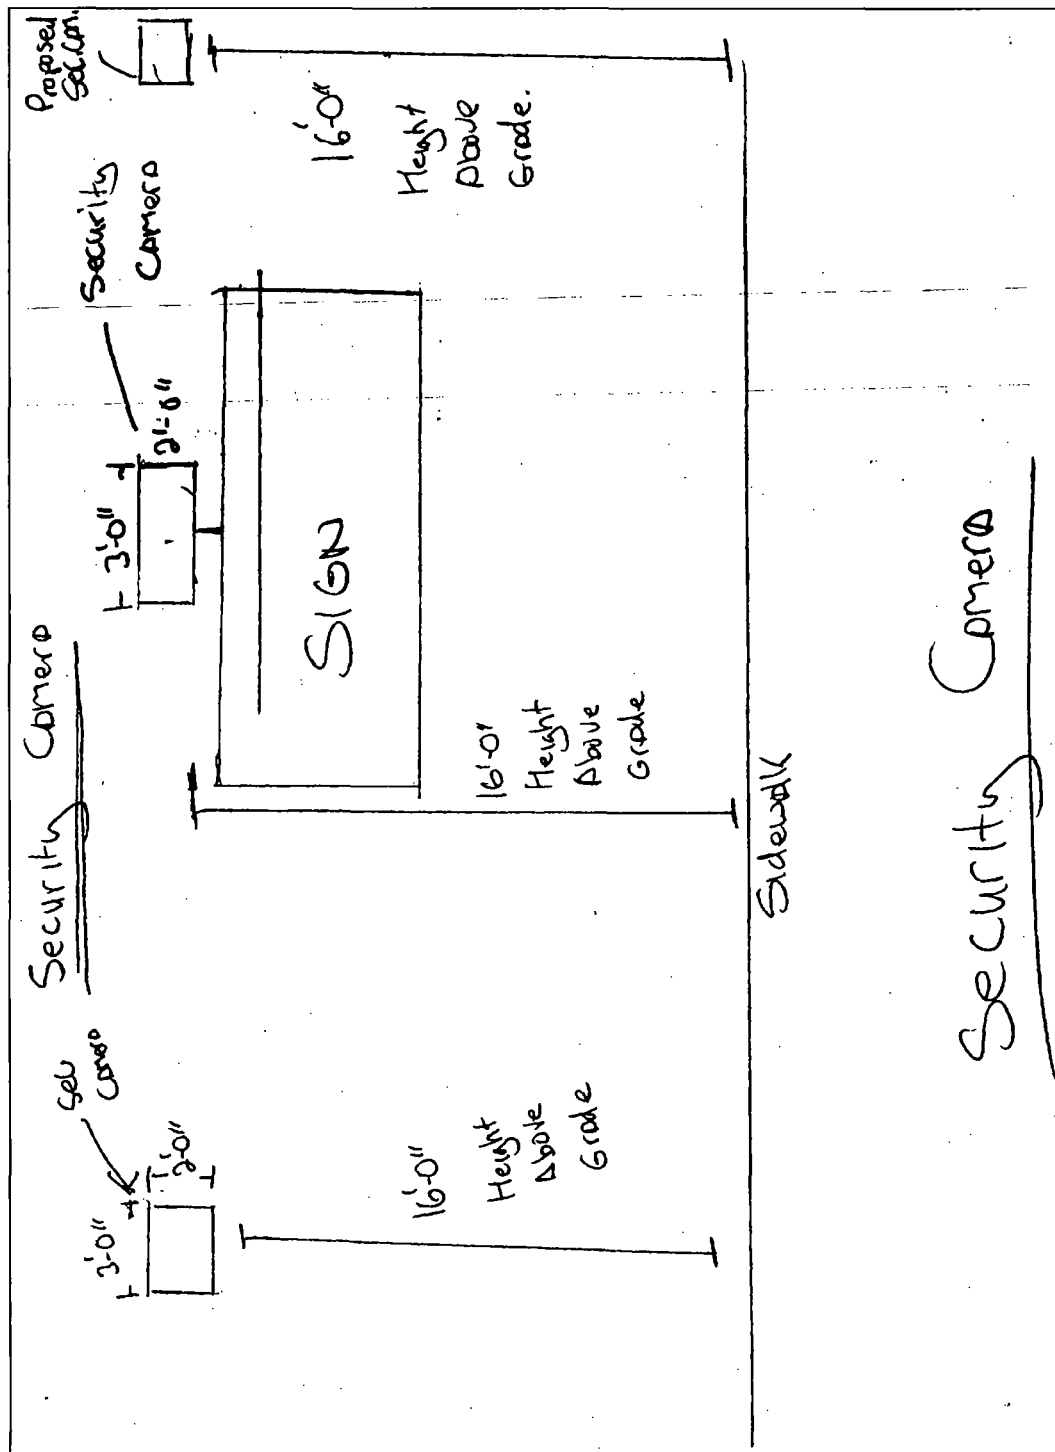 Security Camera
Sec
Camera
3'-0"
2'-0"
16'-0"
Height
Above
Grade
3'-0"
2'-0"
Security
Camera
SIGN
16'-0"
Height
Above
Grade
Proposed
Sec. Cam.
16'-0"
Height
Above
Grade.
Sidewalk
Security Camera